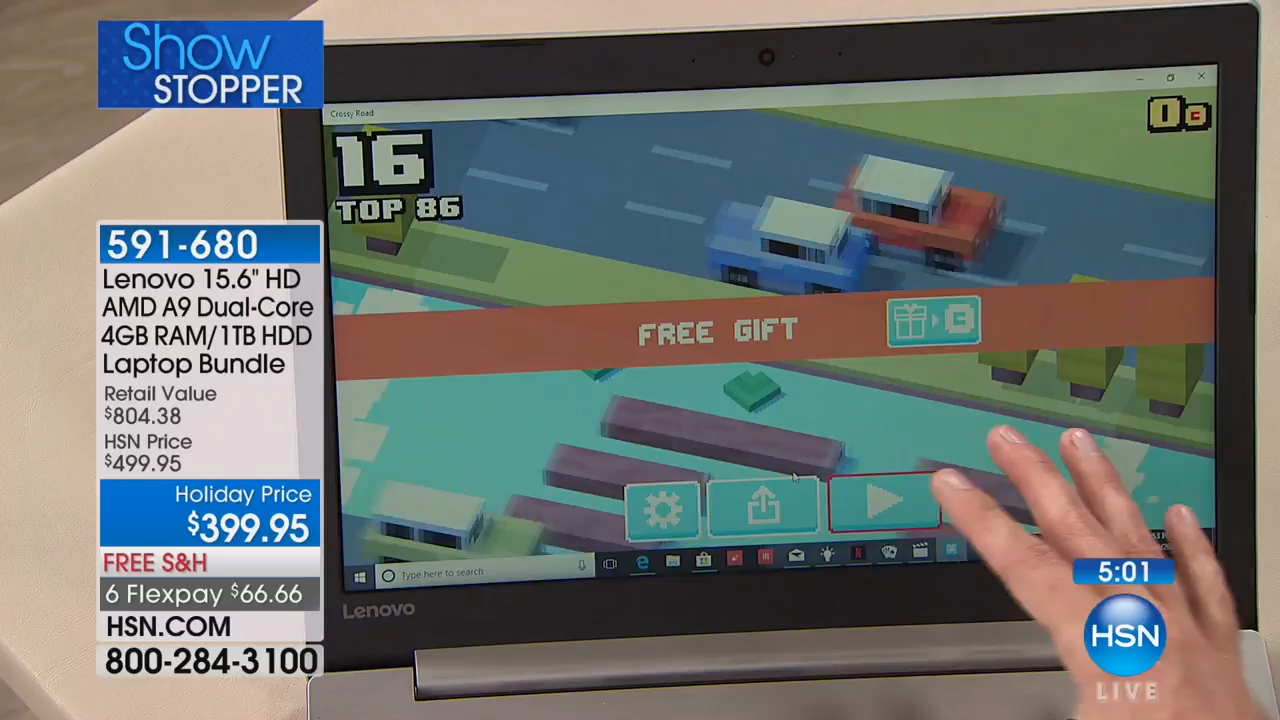 Show
STOPPER
591-680
Lenovo 15.6" HD
AMD A9 Dual-Core
4GB RAM/1TB HDD
Laptop Bundle
Retail Value
$804.38
HSN Price
$499.95
Holiday Price
$399.95
FREE S&H
6 Flexpay $66.66
HSN.COM
800-284-3100
Crossy Road
16
TOP 86
0 C
FREE GIFT
C
Type here to search
Lenovo
5:01
HSN
LIVE